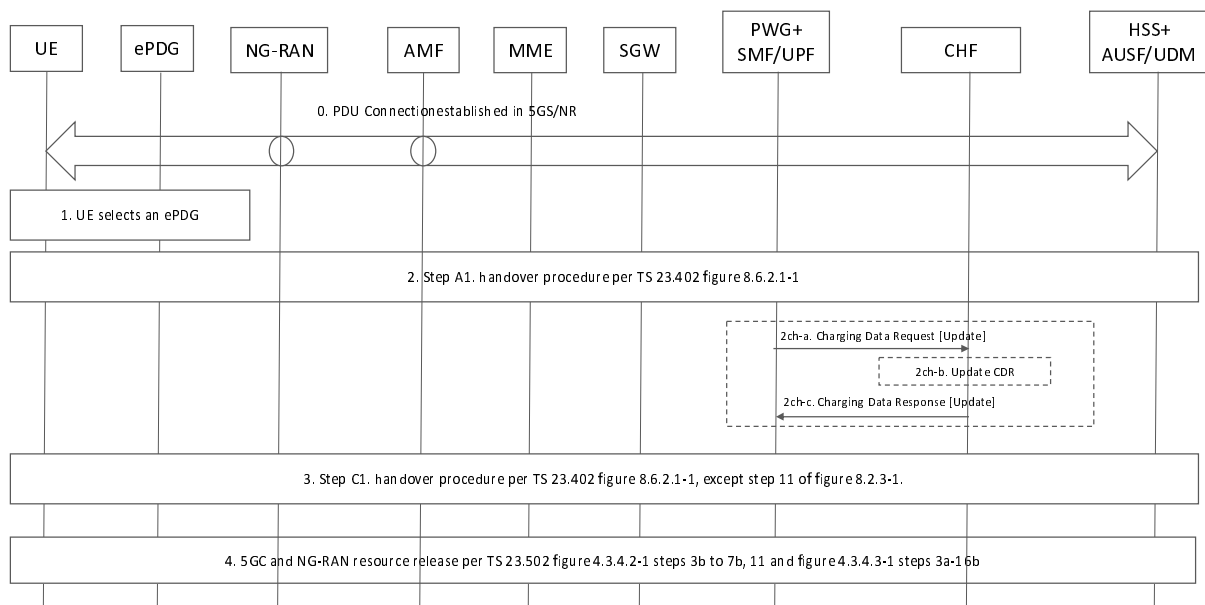 UE
ePDG
NG-RAN
AMF
MME
SGW
PWG+
SMF/UPF
CHF
HSS+
AUSF/UDM
0. PDU Connectionestablished in 5GS/NR
1. UE selects an ePDG
2. Step A1. handover procedure per TS 23.402 figure 8.6.2.1-1
2ch-a. Charging Data Request [Update]
2ch-b. Update CDR
2ch-c. Charging Data Response [Update]
3. Step C1. handover procedure per TS 23.402 figure 8.6.2.1-1, except step 11 of figure 8.2.3-1.
4. 5GC and NG-RAN resource release per TS 23.502 figure 4.3.4.2-1 steps 3b to 7b, 11 and figure 4.3.4.3-1 steps 3a-16b